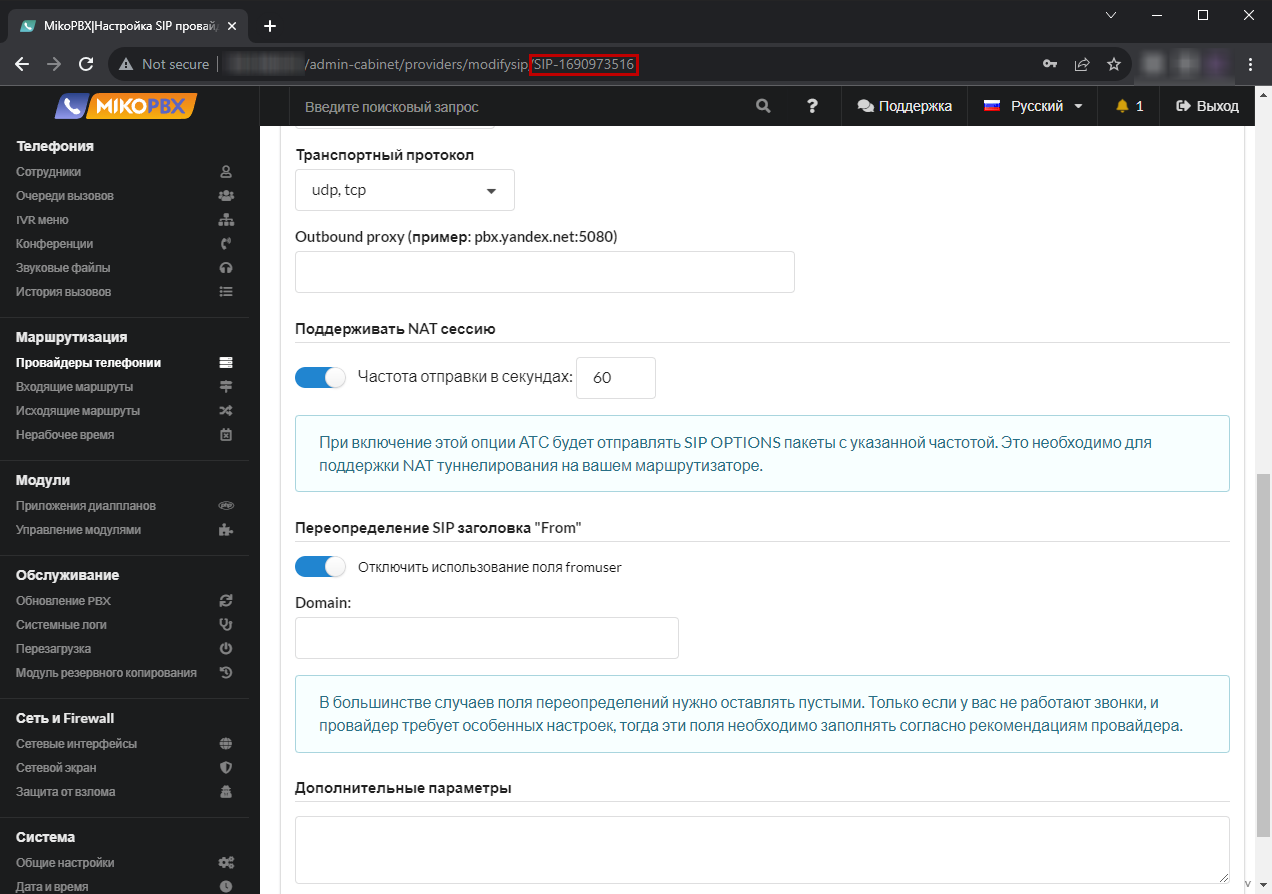 MikoPBX|Настройка SIP провай
Not secure
/admin-cabinet/providers/modifysip/SIP-1690973516
MIKOPBX
Введите поисковый запрос
?
Поддержка
Русский
1
Выход
Телефония
Сотрудники
Очереди вызовов
IVR меню
Конференции
Звуковые файлы
История вызовов
Маршрутизация
Провайдеры телефонии
Входящие маршруты
Исходящие маршруты
Нерабочее время
Модули
Приложения диалпланов
Управление модулями
Обслуживание
Обновление PBX
Системные логи
Перезагрузка
Модуль резервного копирования
Сеть и Firewall
Сетевые интерфейсы
Сетевой экран
Защита от взлома
Система
Общие настройки
Дата и время
Транспортный протокол
udp, tcp
Outbound proxy (пример: pbx.yandex.net:5080)
Поддерживать NAT сессию
Частота отправки в секундах: 60
При включение этой опции АТС будет отправлять SIP OPTIONS пакеты с указанной частотой. Это необходимо для
поддержки NAT туннелирования на вашем маршрутизаторе.
Переопределение SIP заголовка "From"
Отключить использование поля fromuser
Domain:
В большинстве случаев поля переопределений нужно оставлять пустыми. Только если у вас не работают звонки, и
провайдер требует особенных настроек, тогда эти поля необходимо заполнять согласно рекомендациям провайдера.
Дополнительные параметры